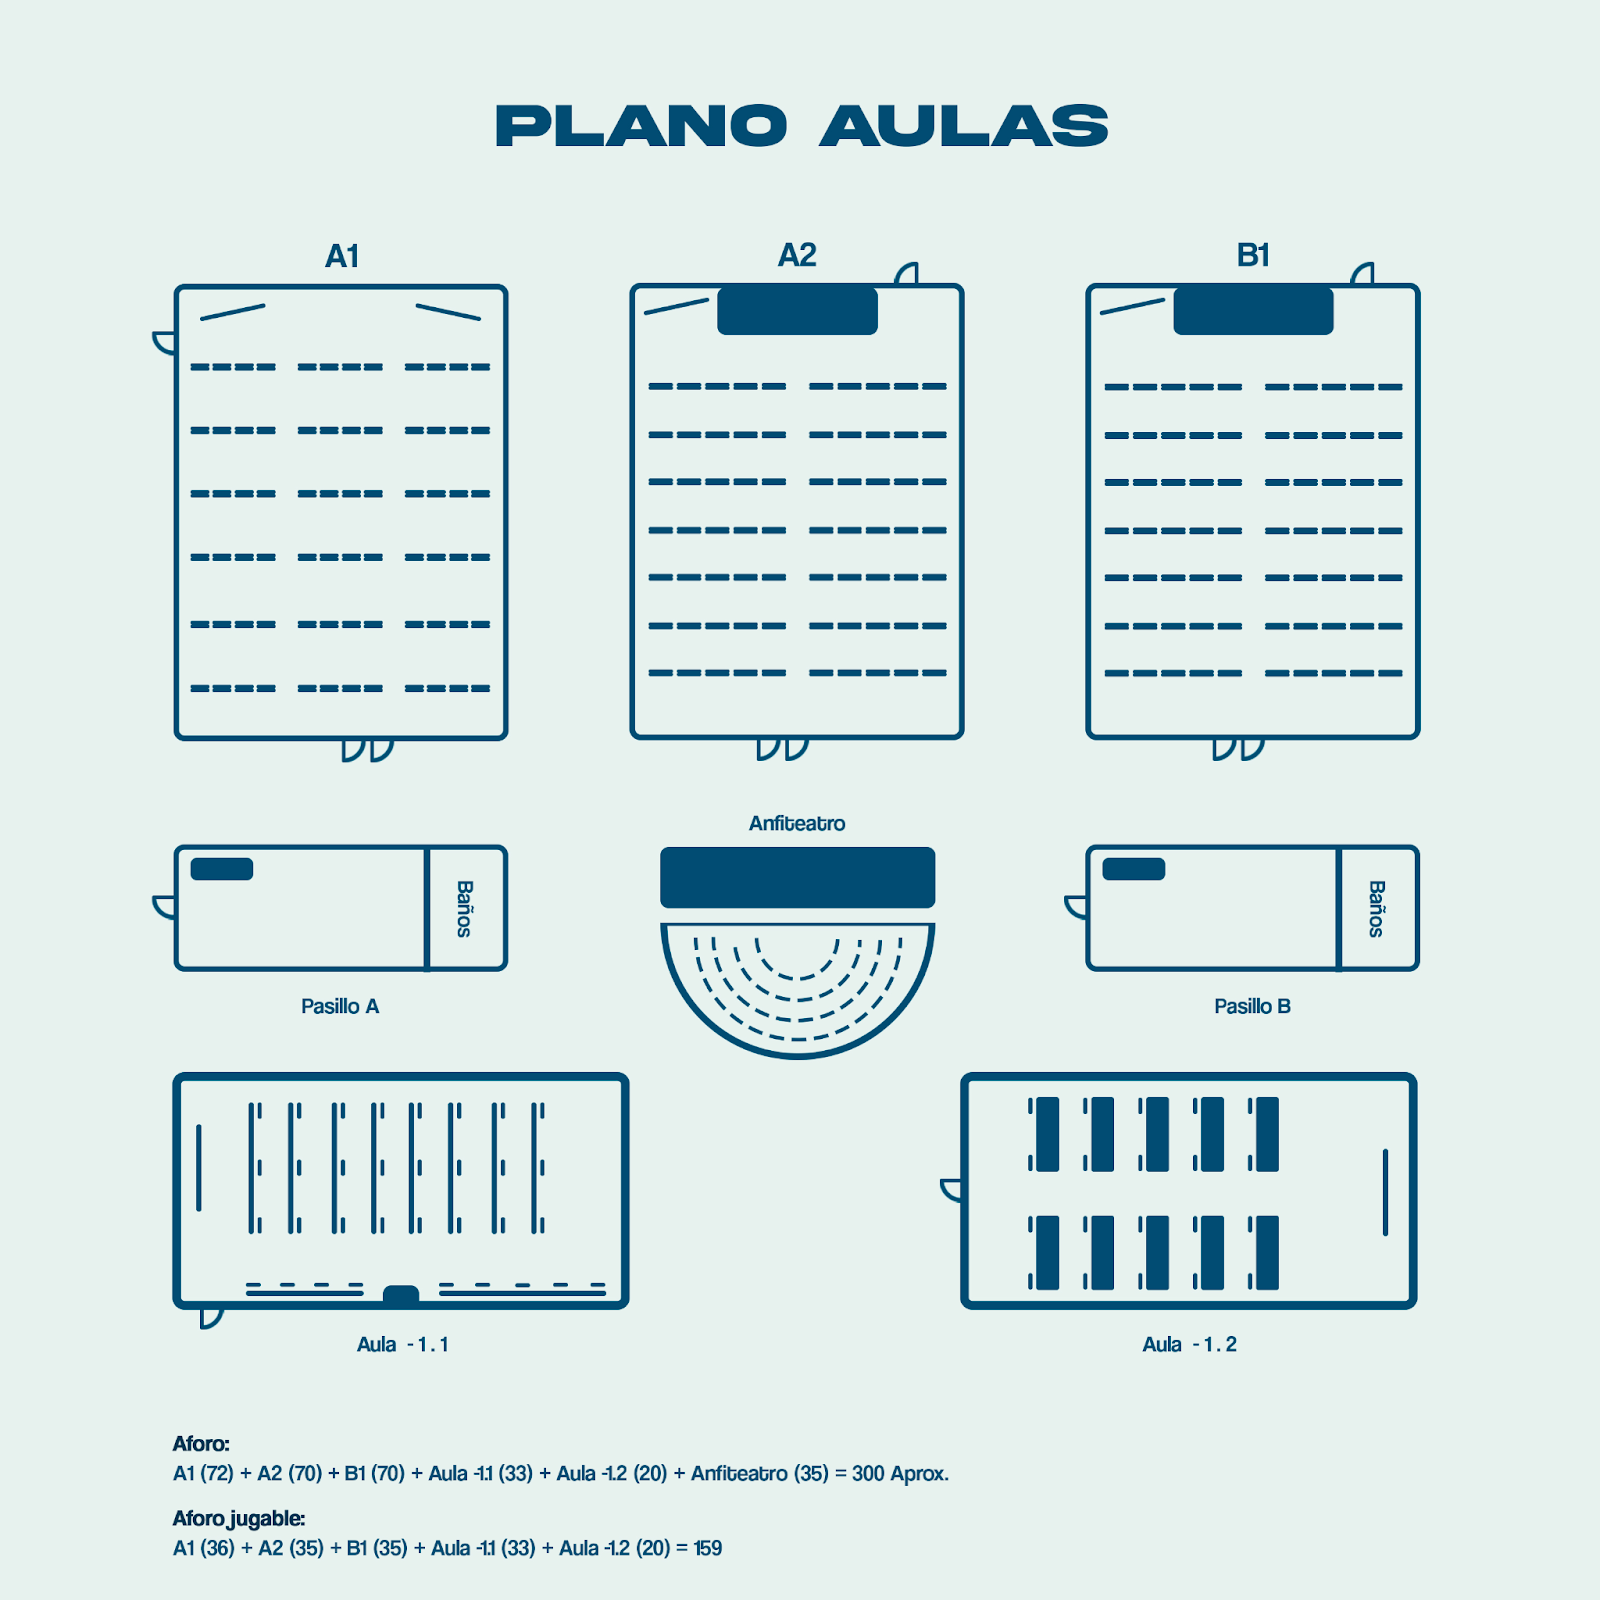 PLANO AULAS
A1
A2
B1
Anfiteatro
Baños
Baños
Pasillo A
Pasillo B
Aula -1.1
Aula -1.2
Aforo:
A1 (72) + A2 (70) + B1 (70) + Aula -1.1 (33) + Aula -1.2 (20) + Anfiteatro (35) = 300 Aprox.
Aforo jugable:
A1 (36) + A2 (35) + B1 (35) + Aula -1.1 (33) + Aula -1.2 (20) = 159